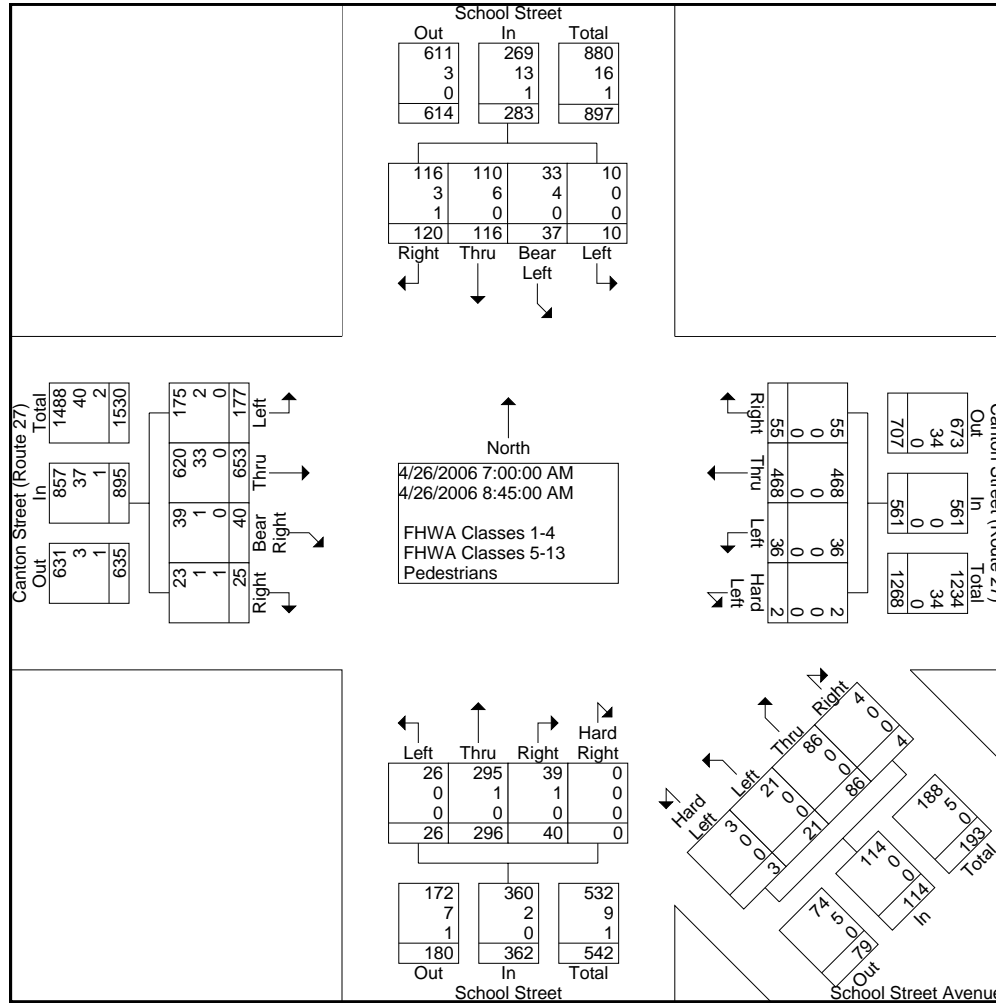 School Street
Out In Total
611 269 880
3 13 16
0 1 1
614 283 897
116 110 33 10
3 6 4 0
1 0 0 0
120 116 37 10
Right Thru Bear Left Left
Canton Street (Route 27)
Total In Out
1488 857 631
40 37 3
2 1 1
1530 895 635
175 620 39 23
2 33 1 1
0 0 0 1
177 653 40 25
Left Thru Bear Right Right
North
4/26/2006 7:00:00 AM
4/26/2006 8:45:00 AM
FHWA Classes 1-4
FHWA Classes 5-13
Pedestrians
Right Thru Left Hard Left
55 468 36 2
0 0 0 0
0 0 0 0
55 468 36 2
Canton Street (Route 27)
Out In Total
673 561 1234
34 0 34
0 0 0
707 561 1268
Left Thru Right Hard Right
26 295 39 0
0 1 1 0
0 0 0 0
26 296 40 0
172 360 532
7 2 9
1 0 1
180 362 542
Out In Total
School Street
Hard Left Left Thru Right
3 21 86 4
0 0 0 0
0 0 0 0
3 21 86 4
74 114 188
5 0 5
0 0 0
79 114 193
Out In Total
School Street Avenue